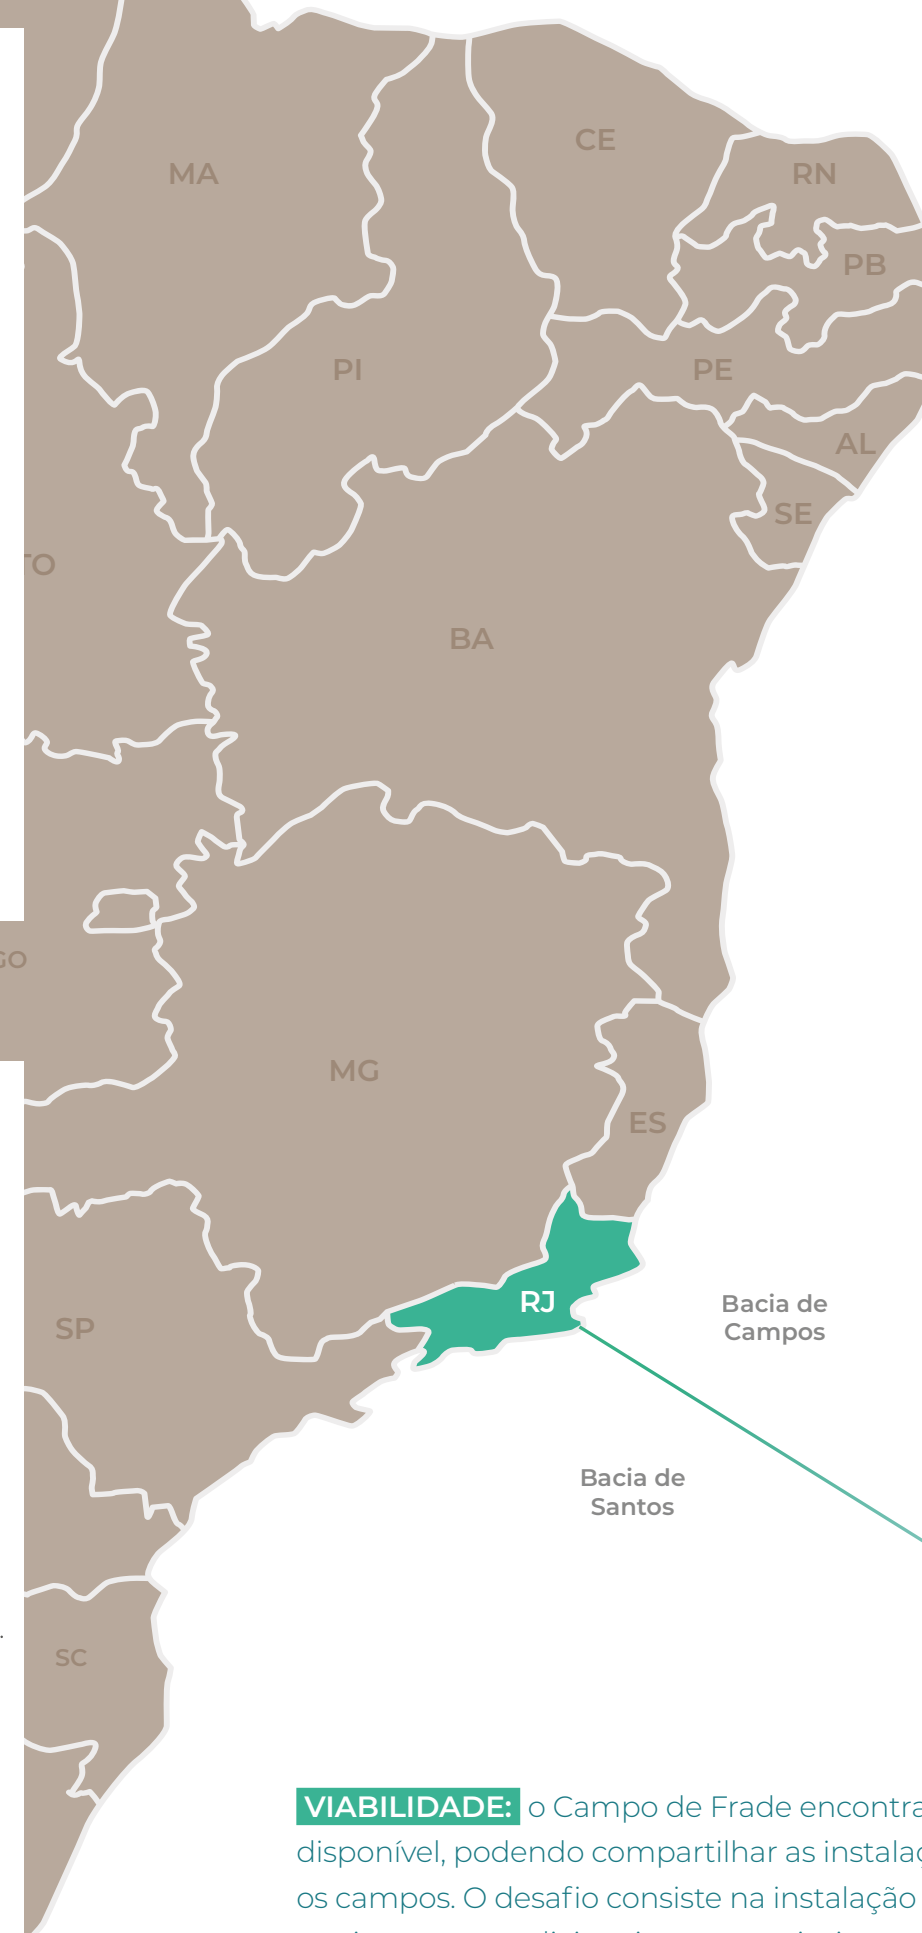 CE
MA
RN
PB
PI
PE
AL
SE
TO
BA
GO
MG
ES
RJ
Bacia de
Campos
SP
Bacia de
Santos
SC
VIABILIDADE: o Campo de Frade encontra
disponível, podendo compartilhar as
os campos. O desafio consiste na instalação